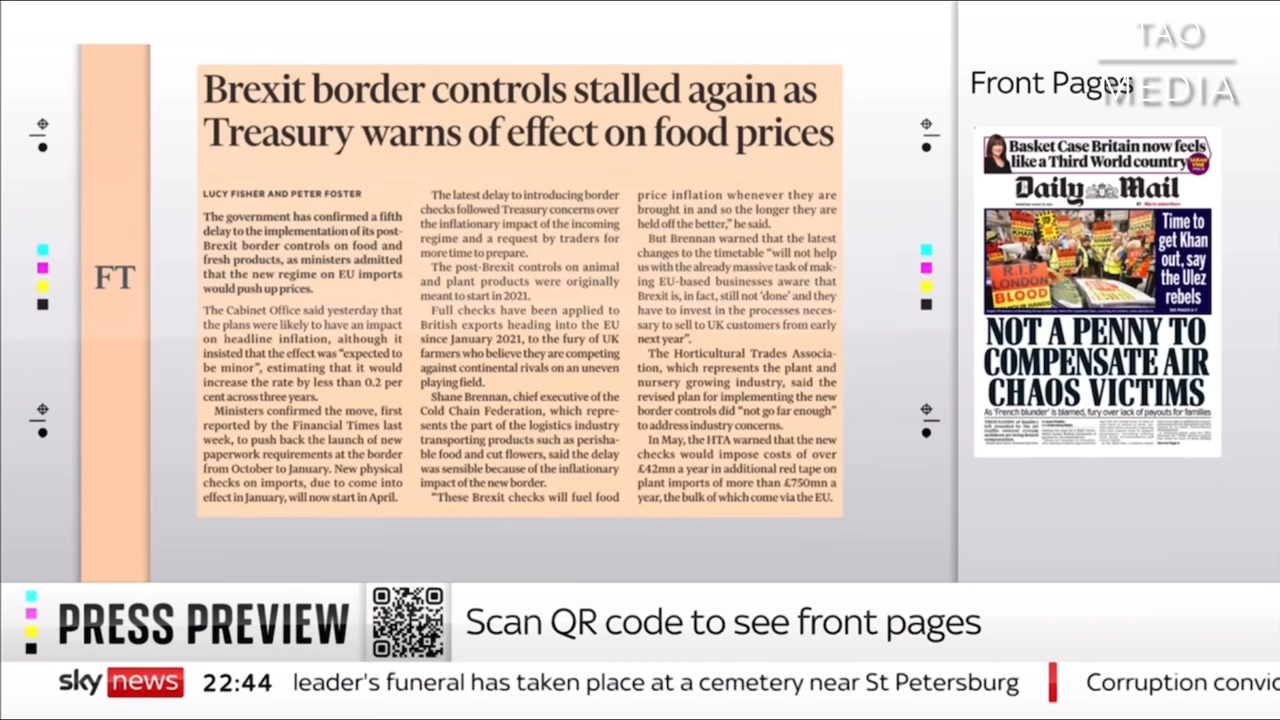 TAO
MEDIA
FT
Brexit border controls stalled again as
Treasury warns of effect on food prices
LUCY FISHER AND PETER FOSTER
The government has confirmed a fifth
delay to the implementation of its post-
Brexit border controls on food and
fresh products, as ministers admitted
that the new regime on EU imports
would push up prices.
The Cabinet Office said yesterday that
the plans were likely to have an impact
on headline inflation, although it
insisted that the effect was "expected to
be minor", estimating that it would
increase the rate by less than 0.2 per
cent across three years.
Ministers confirmed the move, first
reported by the Financial Times last
week, to push back the launch of new
paperwork requirements at the border
from October to January. New physical
checks on imports, due to come into
effect in January, will now start in April.
The latest delay to introducing border
checks followed Treasury concerns over
the inflationary impact of the incoming
regime and a request by traders for
more time to prepare.
The post-Brexit controls on animal
and plant products were originally
meant to start in 2021.
Full checks have been applied to
British exports heading into the EU
since January 2021, to the fury of UK
farmers who believe they are competing
against continental rivals on an uneven
playing field.
Shane Brennan, chief executive of the
Cold Chain Federation, which repre-
sents the part of the logistics industry
transporting products such as perisha-
ble food and cut flowers, said the delay
was sensible because of the inflationary
impact of the new border.
"These Brexit checks will fuel food
price inflation whenever they are
brought in and so the longer they are
held off the better," he said.
But Brennan warned that the latest
changes to the timetable "will not help
us with the already massive task of mak-
ing EU-based businesses aware that
Brexit is, in fact, still not 'done' and they
have to invest in the processes neces-
sary to sell to UK customers from early
next year".
The Horticultural Trades Associa-
tion, which represents the plant and
nursery growing industry, said the
revised plan for implementing the new
border controls did "not go far enough"
to address industry concerns.
In May, the HTA warned that the new
checks would impose costs of over
£42mn a year in additional red tape on
plant imports of more than £750mn a
year, the bulk of which come via the EU.
Front Pages
Basket Case Britain now feels
like a Third World country
Daily Mail
Time to
get Khan
out, say
the Ulez
rebels
R.I.P
LONDON
BLOOD
NOT A PENNY TO
COMPENSATE AIR
CHAOS VICTIMS
As 'French blunder' is blamed, fury over lack of payouts for families
PRESS PREVIEW
Scan QR code to see front pages
sky news 22:44 leader's funeral has taken place at a cemetery near St Petersburg Corruption convic